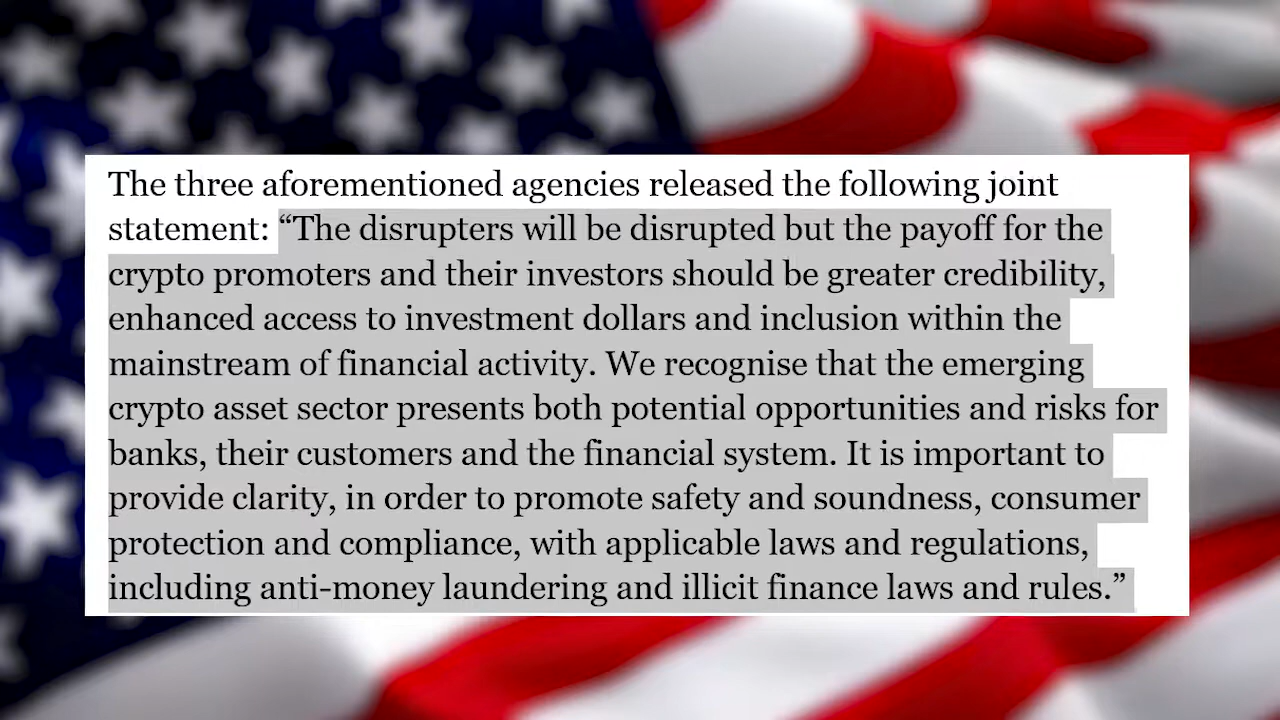 The three aforementioned agencies released the following joint
statement: “The disrupters will be disrupted but the payoff for the
crypto promoters and their investors should be greater credibility,
enhanced access to investment dollars and inclusion within the
mainstream of financial activity. We recognise that the emerging
crypto asset sector presents both potential opportunities and risks for
banks, their customers and the financial system. It is important to
provide clarity, in order to promote safety and soundness, consumer
protection and compliance, with applicable laws and regulations,
including anti-money laundering and illicit finance laws and rules.”